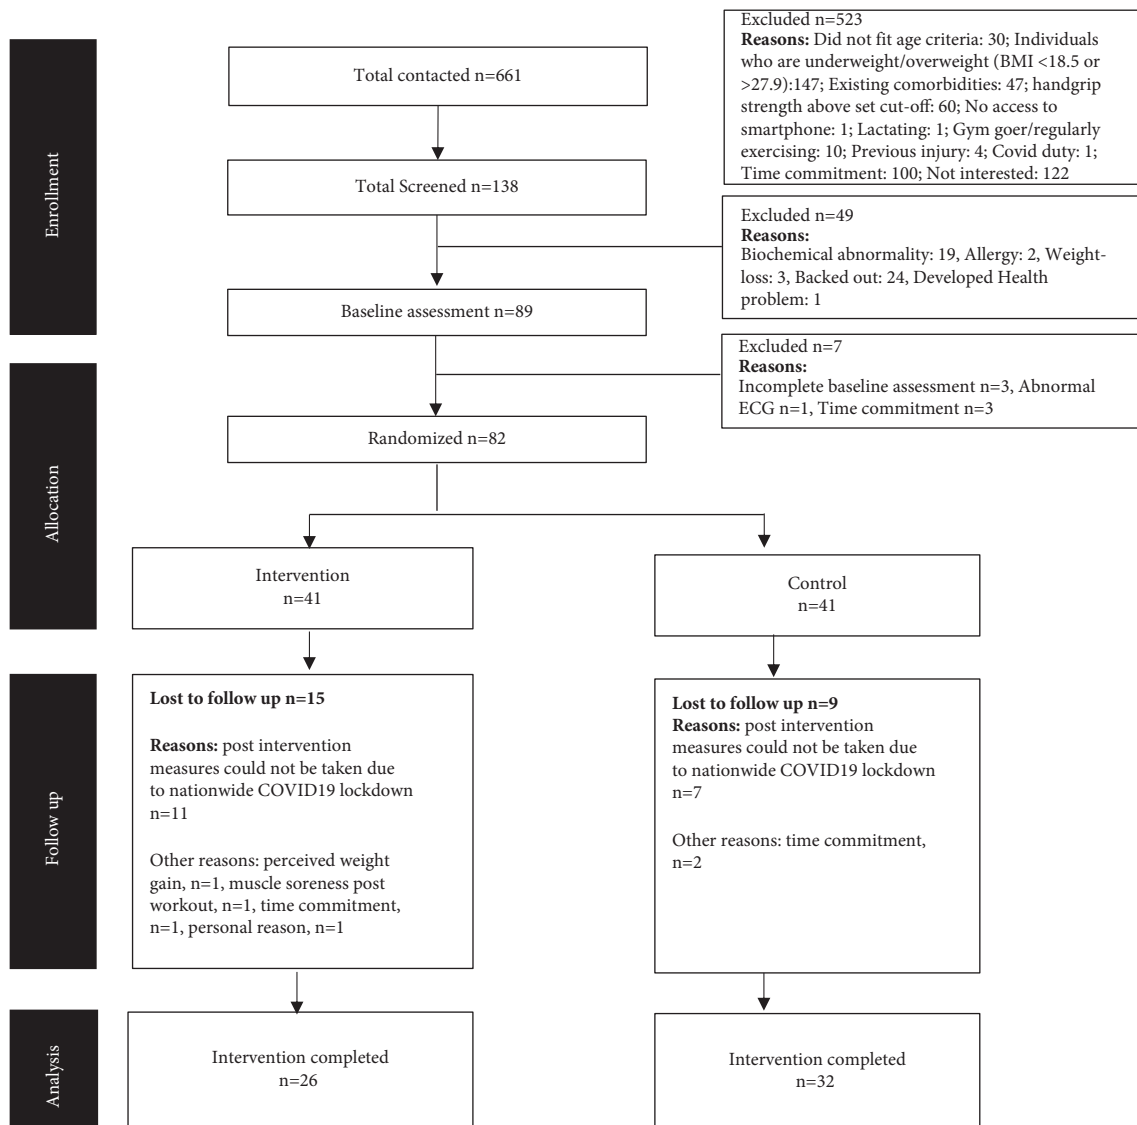 Enrollment
Total contacted n=661
Excluded n=523
Reasons: Did not fit age criteria: 30; Individuals
who are underweight/overweight (BMI <18.5 or
>27.9):147; Existing comorbidities: 47; handgrip
strength above set cut-off: 60; No access to
smartphone: 1; Lactating: 1; Gym goer/regularly
exercising: 10; Previous injury: 4; Covid duty: 1;
Time commitment: 100; Not interested: 122
Total Screened n=138
Excluded n=49
Reasons:
Biochemical abnormality: 19, Allergy: 2, Weight-
loss: 3, Backed out: 24, Developed Health
problem: 1
Baseline assessment n=89
Excluded n=7
Reasons:
Incomplete baseline assessment n=3, Abnormal
ECG n=1, Time commitment n=3
Allocation
Randomized n=82
Intervention
n=41
Control
n=41
Follow up
Lost to follow up n=15
Reasons: post intervention
measures could not be taken due
to nationwide COVID19 lockdown
n=11
Other reasons: perceived weight
gain, n=1, muscle soreness post
workout, n=1, time commitment,
n=1, personal reason, n=1
Lost to follow up n=9
Reasons: post intervention
measures could not be taken due
to nationwide COVID19 lockdown
n=7
Other reasons: time commitment,
n=2
Analysis
Intervention completed
n=26
Intervention completed
n=32